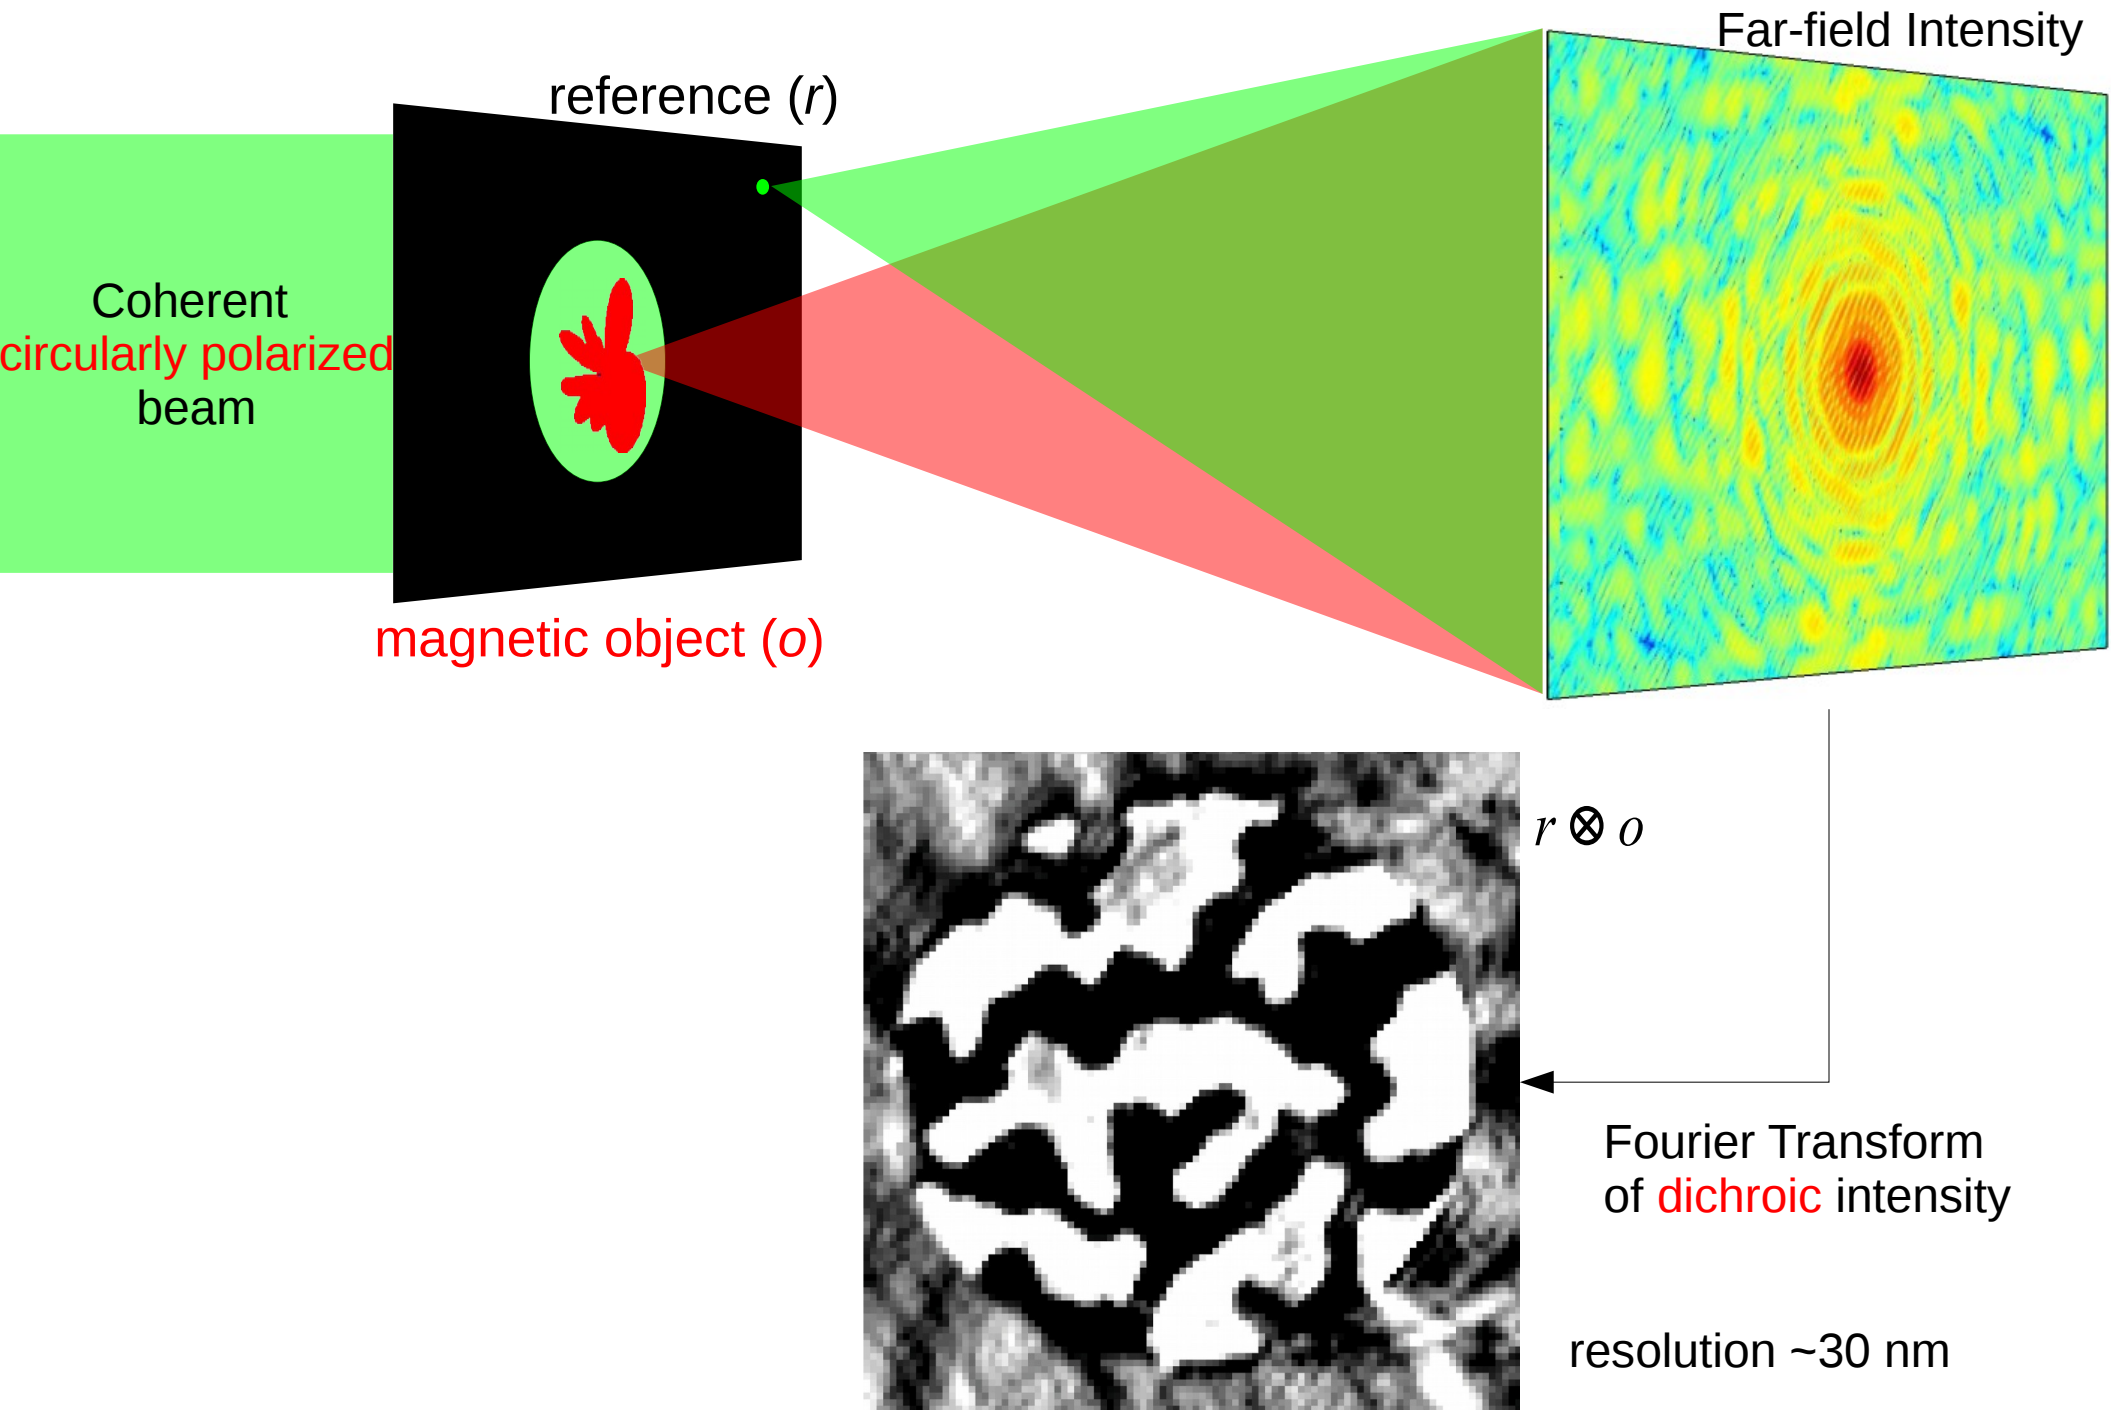 Far-field Intensity
reference (r)
Coherent
circularly polarized
beam
magnetic object (o)
r ⊗ o
Fourier Transform
of dichroic intensity
resolution ~30 nm